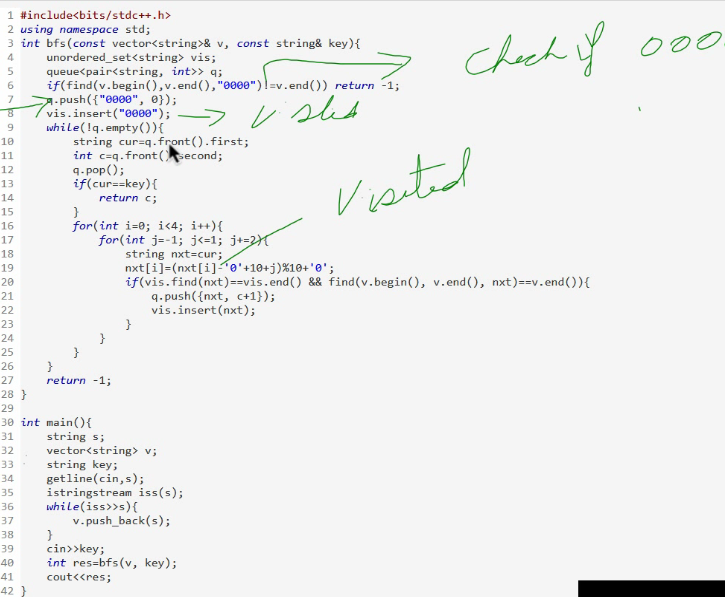 1 #include<bits/stdc++.h>
2 using namespace std;
3 int bfs(const vector<string>& v, const string& key){
4 unordered_set<string> vis;
5 queue<pair<string, int>> q;
6 if(find(v.begin(),v.end(),"0000")!=v.end()) return -1;
7 q.push({"0000", 0});
8 vis.insert("0000");
9 while(!q.empty()){
10 string cur=q.front().first;
11 int c=q.front().second;
12 q.pop();
13 if(cur==key){
14 return c;
15 }
16 for(int i=0; i<4; i++){
17 for(int j=-1; j<=1; j+=2){
18 string nxt=cur;
19 nxt[i]=(nxt[i]-'0'+10+j)%10+'0';
20 if(vis.find(nxt)==vis.end() && find(v.begin(), v.end(), nxt)==v.end()){
21 q.push({nxt, c+1});
22 vis.insert(nxt);
23 }
24 }
25 }
26 }
27 return -1;
28 }
29
30 int main(){
31 string s;
32 vector<string> v;
33 string key;
34 getline(cin,s);
35 istringstream iss(s);
36 while(iss>>s){
37 v.push_back(s);
38 }
39 cin>>key;
40 int res=bfs(v, key);
41 cout<<res;
42 }
000
Visited